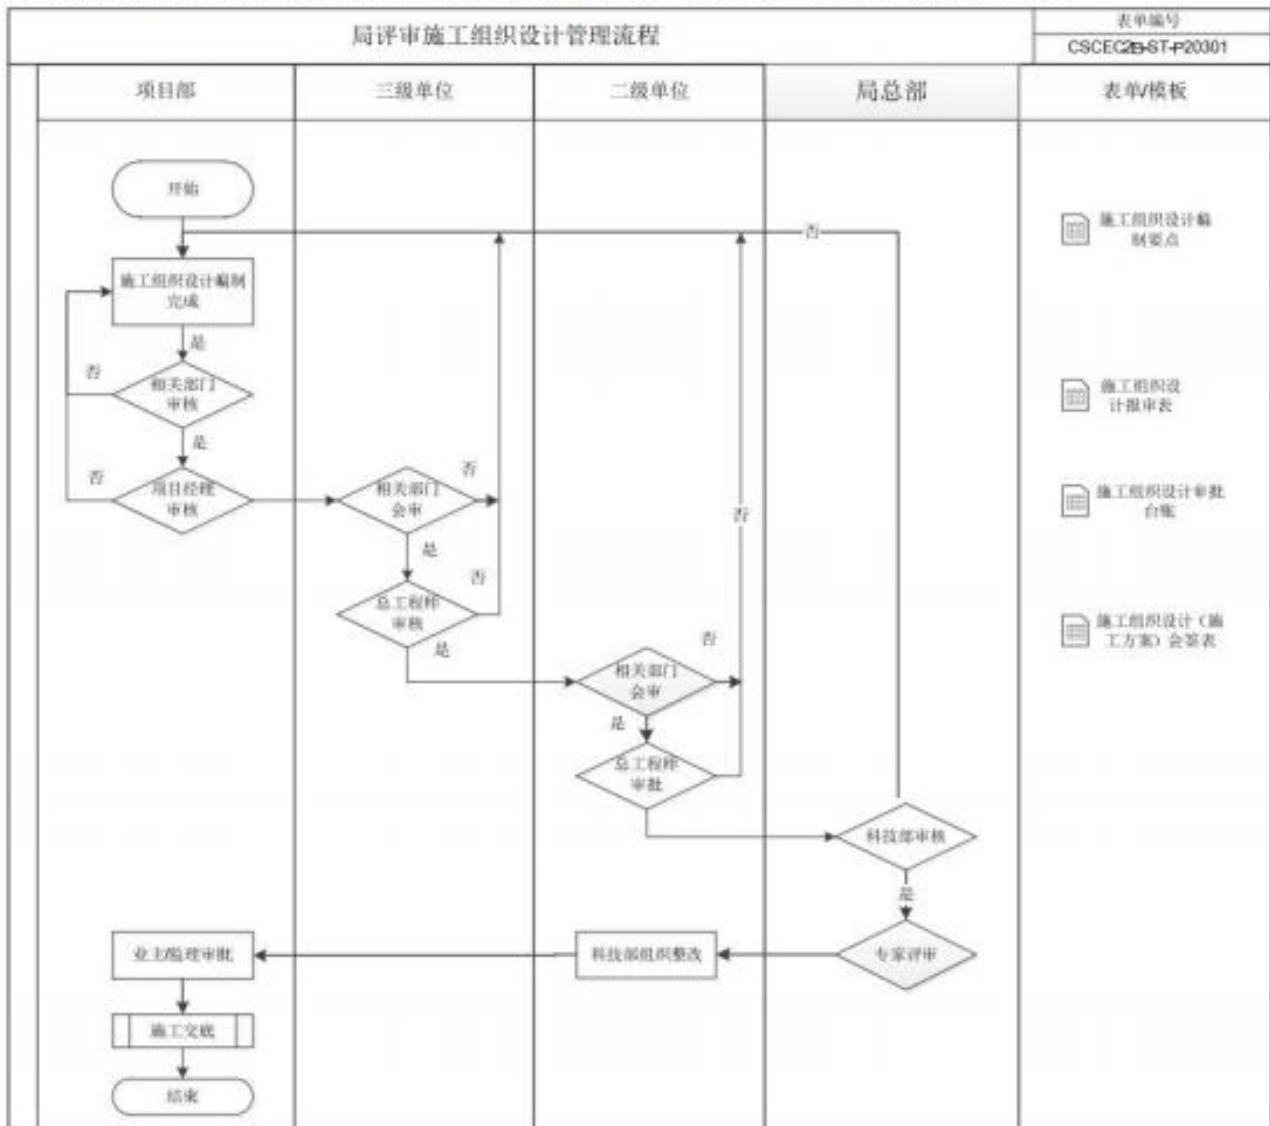 局评审施工组织设计管理流程
表单编号
CSCEC2B-ST-P20301
项目部
三级单位
二级单位
局总部
表单/模板
开始
否
施工组织设计编
制要点
施工组织设计编制
完成
是
否
相关部门
审核
施工组织设
计报审表
是
否
项目经理
审核
相关部门
会审
否
否
施工组织设计审批
台账
是
总工程师
审核
否
是
施工组织设计（施
工方案）会签表
相关部门
会审
否
是
总工程师
审批
科技部审核
是
业主/监理审批
科技部组织整改
专家评审
施工交底
结束